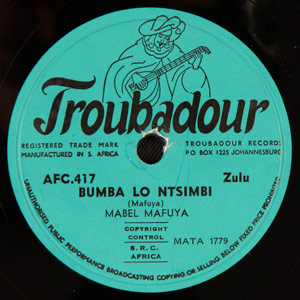 Troubadour
REGISTERED TRADE MARK
MANUFACTURED IN S. AFRICA
TROUBADOUR RECORDS
P.O. BOX 1225 JOHANNESBURG
AFC.417
Zulu
BUMBA LO NTSIMBI
(Mafuya)
MABEL MAFUYA
COPYRIGHT
CONTROL
S.R.C.
AFRICA
MATA 1779
UNAUTHORISED PUBLIC PERFORMANCE BROADCASTING COPYING OR SELLING BELOW FIXED PRICE PROHIBITED